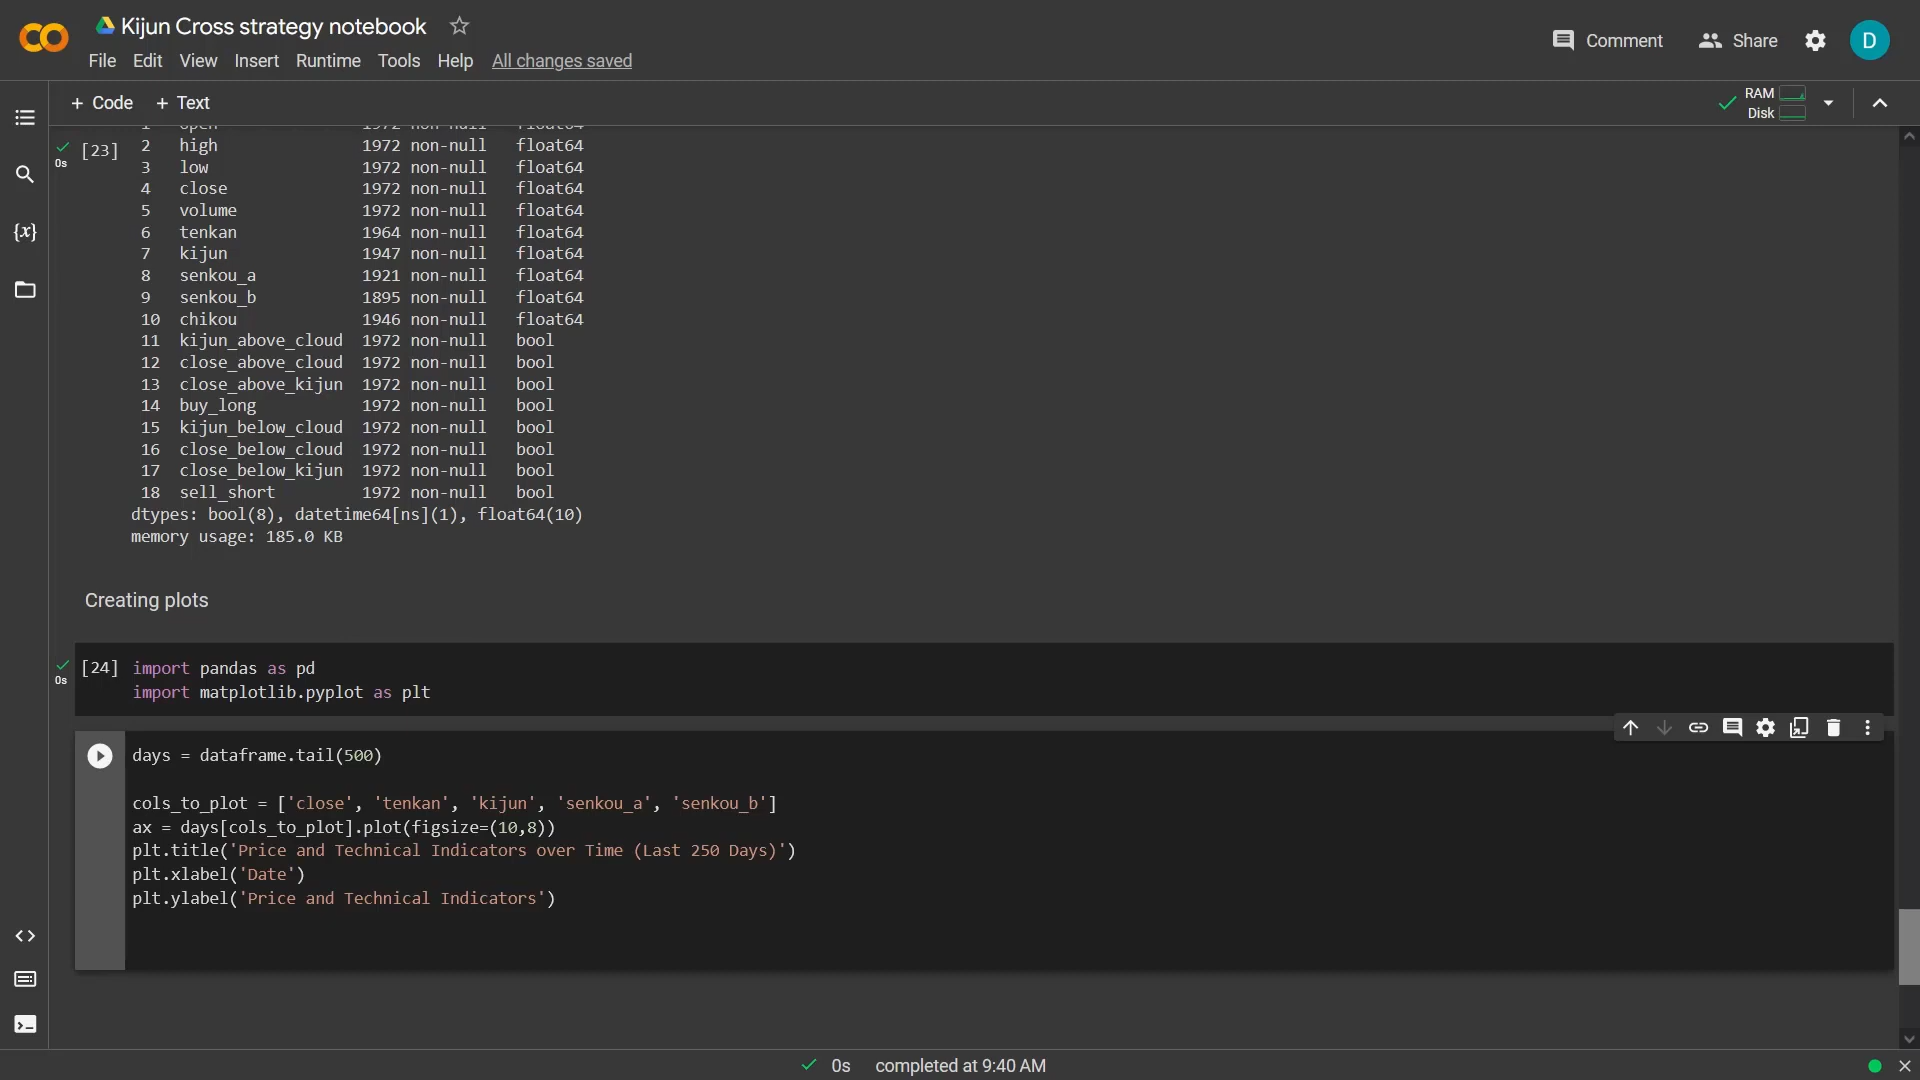 Kijun Cross strategy notebook
Comment
Share
D
File Edit View Insert Runtime Tools Help All changes saved
+ Code + Text
RAM
Disk
1 open 1972 non-null float64
0s [23] 2 high 1972 non-null float64
3 low 1972 non-null float64
4 close 1972 non-null float64
5 volume 1972 non-null float64
6 tenkan 1964 non-null float64
{x}
7 kijun 1947 non-null float64
8 senkou_a 1921 non-null float64
9 senkou_b 1895 non-null float64
10 chikou 1946 non-null float64
11 kijun_above_cloud 1972 non-null bool
12 close_above_cloud 1972 non-null bool
13 close_above_kijun 1972 non-null bool
14 buy_long 1972 non-null bool
15 kijun_below_cloud 1972 non-null bool
16 close_below_cloud 1972 non-null bool
17 close_below_kijun 1972 non-null bool
18 sell_short 1972 non-null bool
dtypes: bool(8), datetime64[ns](1), float64(10)
memory usage: 185.0 KB
Creating plots
0s [24] import pandas as pd
import matplotlib.pyplot as plt
days = dataframe.tail(500)
cols_to_plot = ['close', 'tenkan', 'kijun', 'senkou_a', 'senkou_b']
ax = days[cols_to_plot].plot(figsize=(10,8))
plt.title('Price and Technical Indicators over Time (Last 250 Days)')
plt.xlabel('Date')
plt.ylabel('Price and Technical Indicators')
0s completed at 9:40 AM